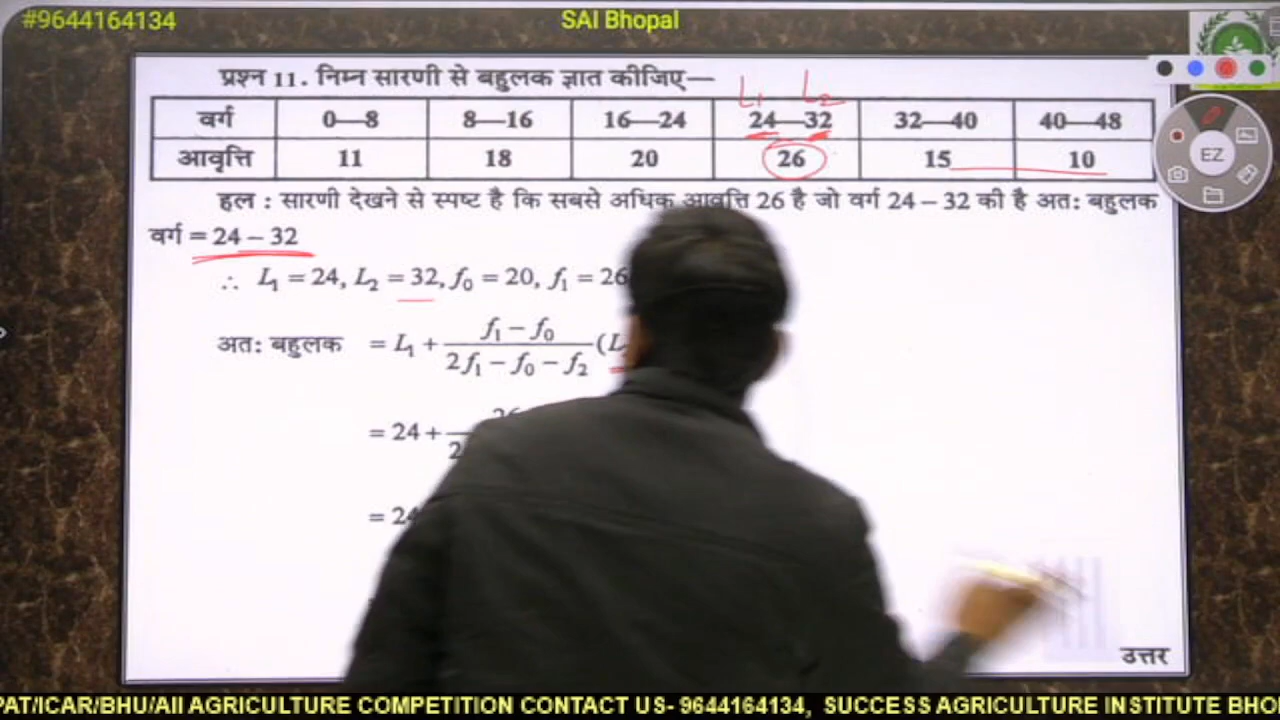 #9644164134
SAI Bhopal
प्रश्न 11. निम्न सारणी से बहुलक ज्ञात कीजिए—
L₁ L₂
वर्ग 0—8 8—16 16—24 24—32 32—40 40—48
आवृत्ति 11 18 20 26 15 10
EZ
हल : सारणी देखने से स्पष्ट है कि सबसे अधिक आवृत्ति 26 है जो वर्ग 24 – 32 की है अत: बहुलक
वर्ग = 24 – 32
∴ L₁ = 24, L₂ = 32, f₀ = 20, f₁ = 26
अत: बहुलक = L₁ + (f₁ – f₀) / (2f₁ – f₀ – f₂) (L
= 24 +
= 24
उत्तर
PAT/ICAR/BHU/All AGRICULTURE COMPETITION CONTACT US- 9644164134, SUCCESS AGRICULTURE INSTITUTE BHO